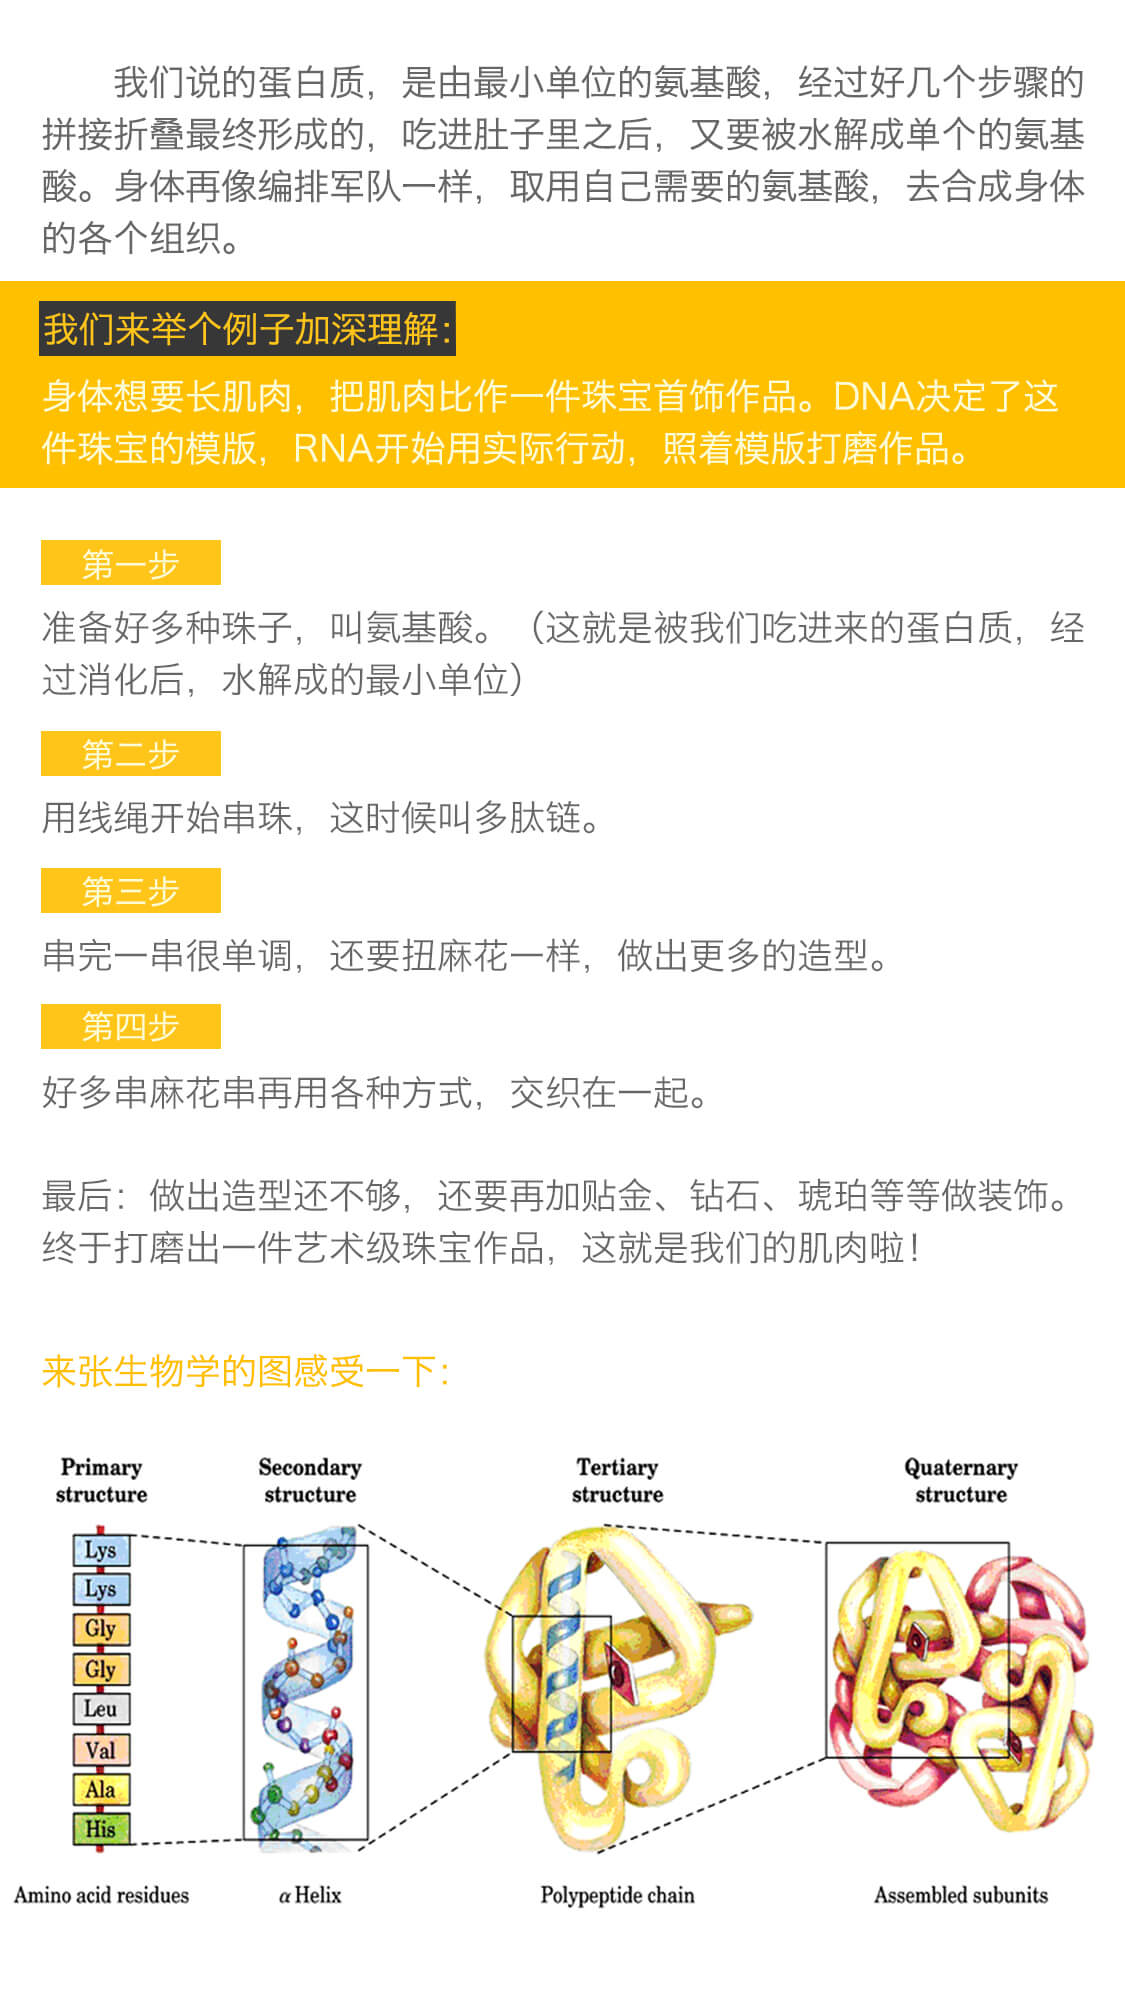 我们说的蛋白质，是由最小单位的氨基酸，经过好几个步骤的
拼接折叠最终形成的，吃进肚子里之后，又要被水解成单个的氨基
酸。身体再像编排军队一样，取用自己需要的氨基酸，去合成身体
的各个组织。
我们来举个例子加深理解：
身体想要长肌肉，把肌肉比作一件珠宝首饰作品。DNA决定了这
件珠宝的模版，RNA开始用实际行动，照着模版打磨作品。
第一步
准备好多种珠子，叫氨基酸。（这就是被我们吃进来的蛋白质，经
过消化后，水解成的最小单位）
第二步
用线绳开始串珠，这时候叫多肽链。
第三步
串完一串很单调，还要扭麻花一样，做出更多的造型。
第四步
好多串麻花串再用各种方式，交织在一起。
最后：做出造型还不够，还要再加贴金、钻石、琥珀等等做装饰。
终于打磨出一件艺术级珠宝作品，这就是我们的肌肉啦！
来张生物学的图感受一下：
Primary
structure
Secondary
structure
Tertiary
structure
Quaternary
structure
Lys
Lys
Gly
Gly
Leu
Val
Ala
His
Amino acid residues
α Helix
Polypeptide chain
Assembled subunits